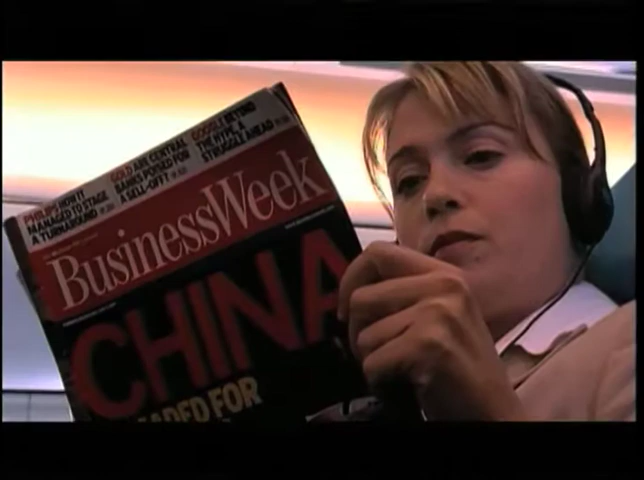 PHILIPS HOW IT
MANAGED TO STAGE
A TURNAROUND
GOLD ARE CENTRAL
BANKS POISED FOR
A SELL-OFF?
GOOGLE BEYOND
THE HYPE, A
STRUGGLE AHEAD
BusinessWeek
CHINA
HEADED FOR